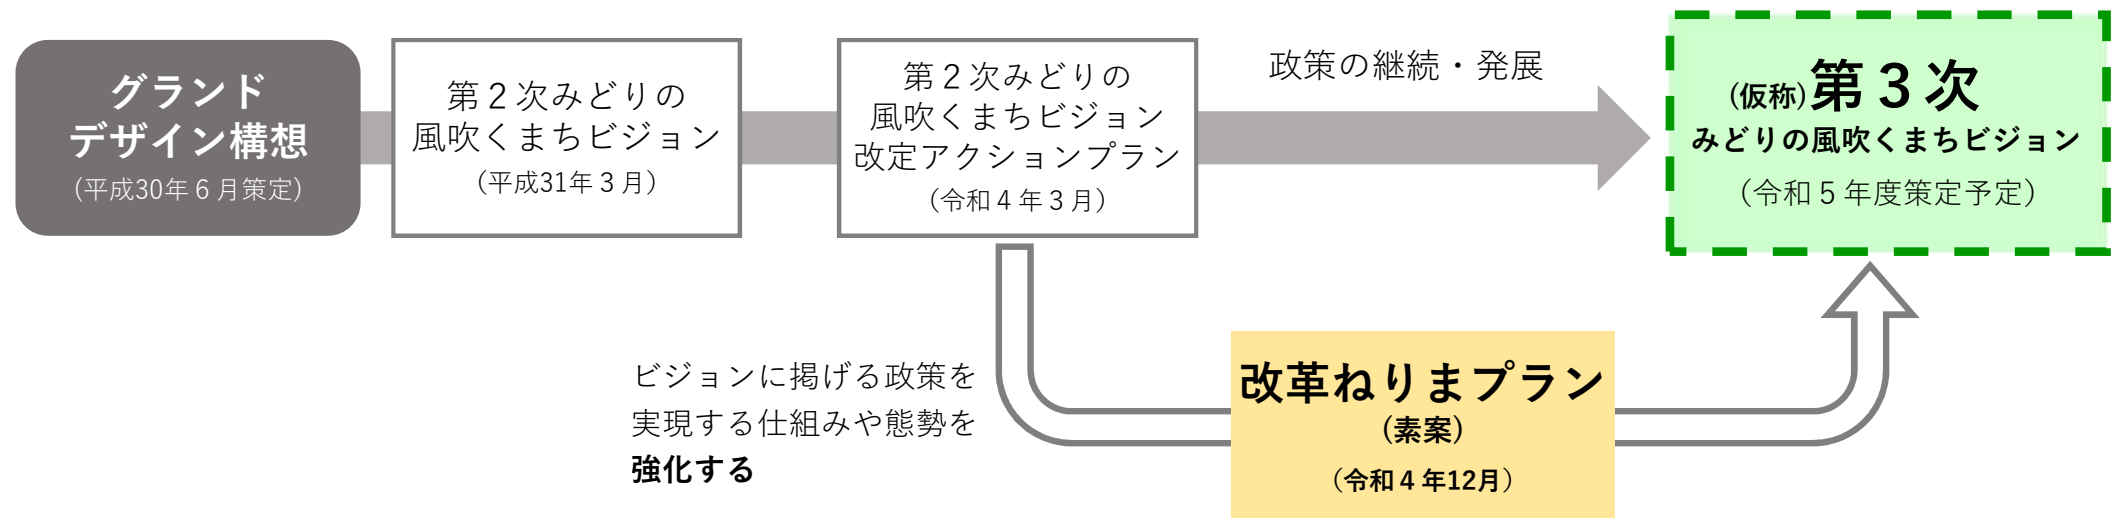 グランド
デザイン構想
(平成30年６月策定)
第２次みどりの
風吹くまちビジョン
(平成31年３月)
第２次みどりの
風吹くまちビジョン
改定アクションプラン
(令和４年３月)
政策の継続・発展
(仮称)第３次
みどりの風吹くまちビジョン
(令和５年度策定予定)
ビジョンに掲げる政策を
実現する仕組みや態勢を
強化する
改革ねりまプラン
(素案)
(令和４年12月)